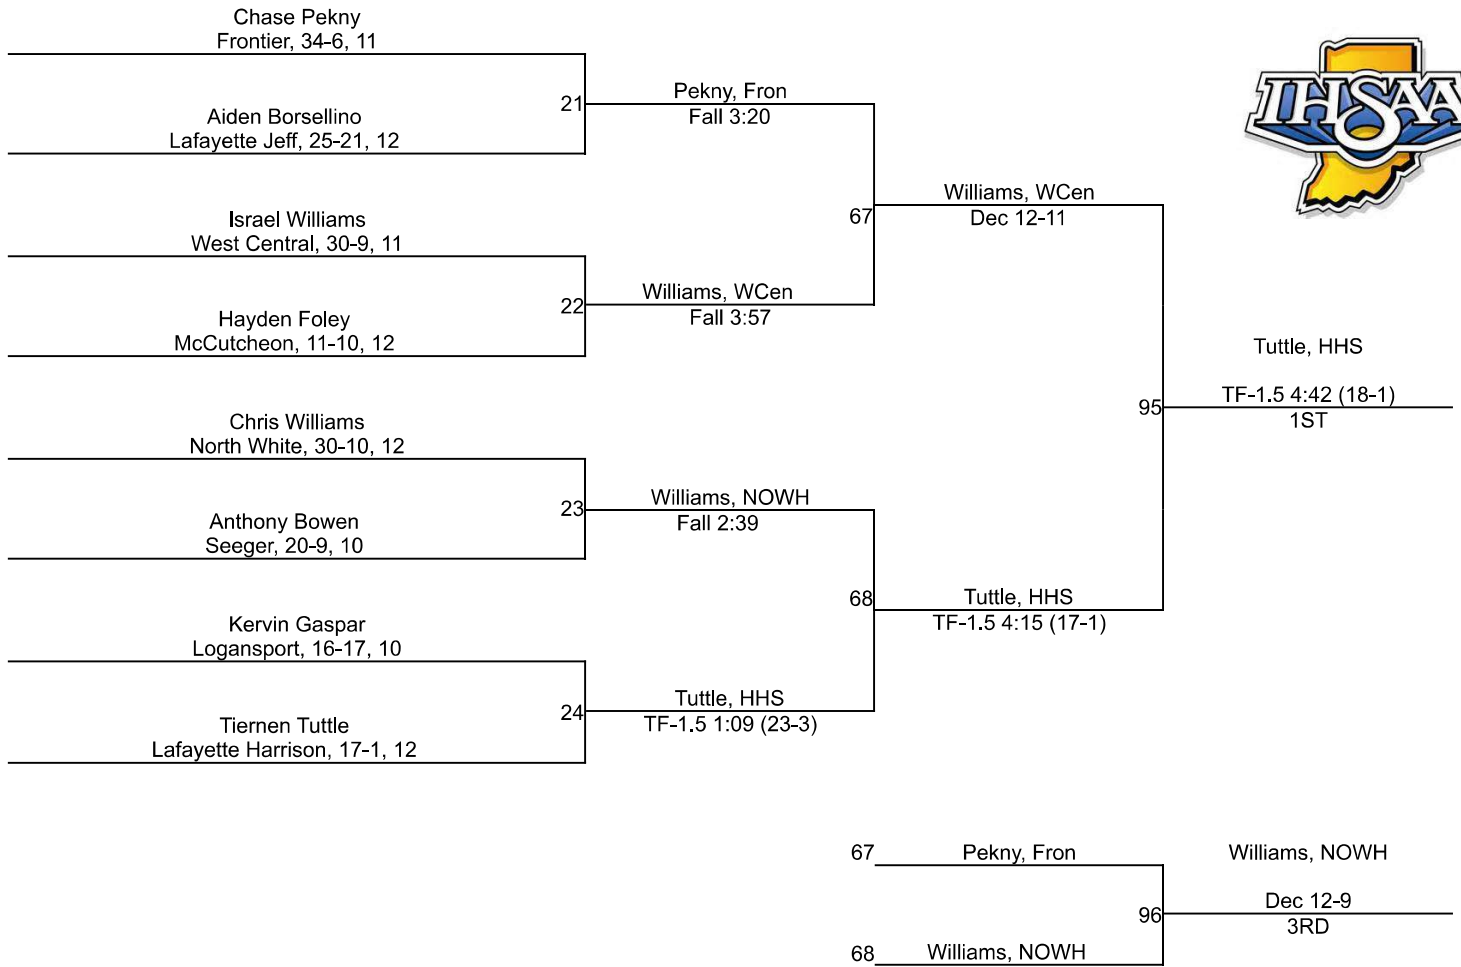 Chase Pekny
Frontier, 34-6, 11
21
Pekny, Fron
Fall 3:20
Aiden Borsellino
Lafayette Jeff, 25-21, 12
IHSAA
67
Williams, WCen
Dec 12-11
Israel Williams
West Central, 30-9, 11
22
Williams, WCen
Fall 3:57
Hayden Foley
McCutcheon, 11-10, 12
95
Tuttle, HHS
TF-1.5 4:42 (18-1)
1ST
Chris Williams
North White, 30-10, 12
23
Williams, NOWH
Fall 2:39
Anthony Bowen
Seeger, 20-9, 10
68
Tuttle, HHS
TF-1.5 4:15 (17-1)
Kervin Gaspar
Logansport, 16-17, 10
24
Tuttle, HHS
TF-1.5 1:09 (23-3)
Tiernen Tuttle
Lafayette Harrison, 17-1, 12
67
Pekny, Fron
Williams, NOWH
96
Dec 12-9
3RD
68
Williams, NOWH